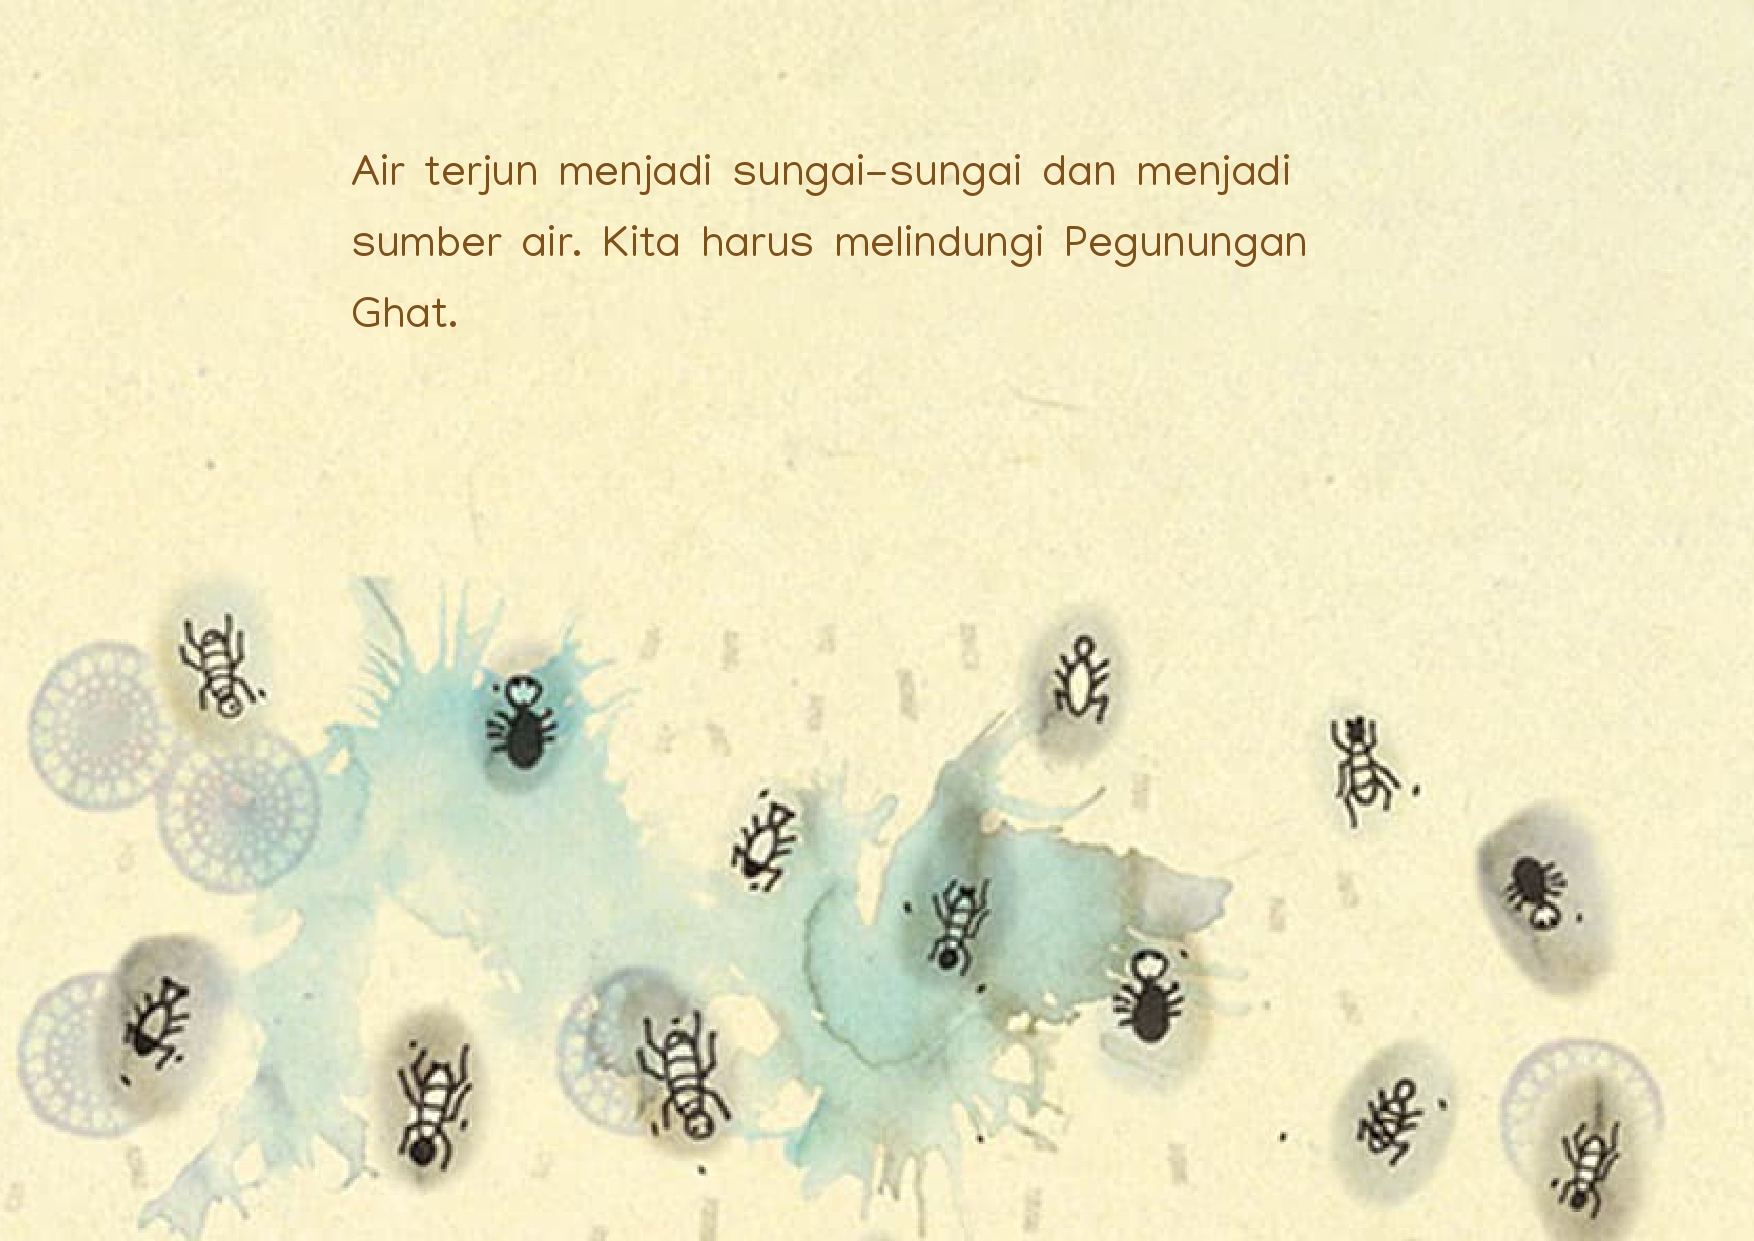 Air terjun menjadi sungai-sungai dan menjadi
sumber air. Kita harus melindungi Pegunungan
Ghat.